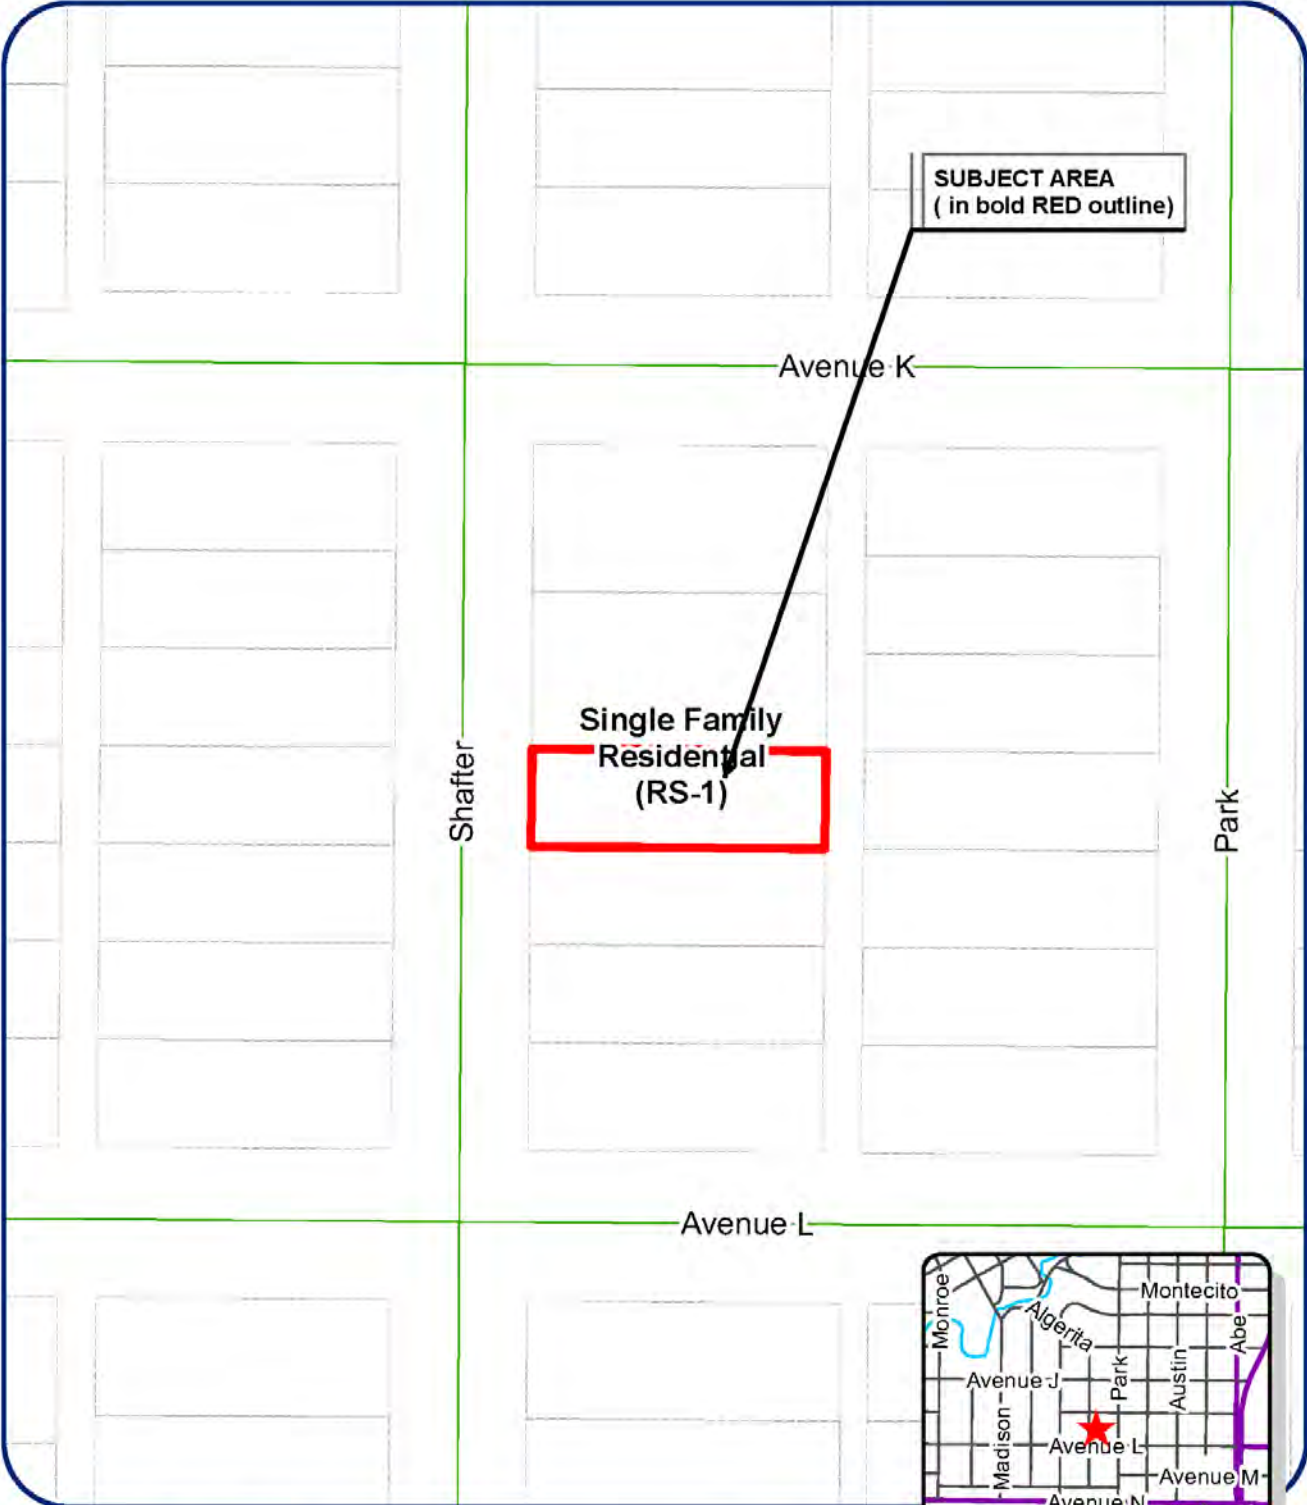 SUBJECT AREA
( in bold RED outline)
Avenue K
Single Family
Residential
(RS-1)
Shafter
Park
Avenue L
Monroe
Montecito
Algerita
Abe
Park
Austin
Avenue J
Madison
Avenue L
Avenue M
Avenue N